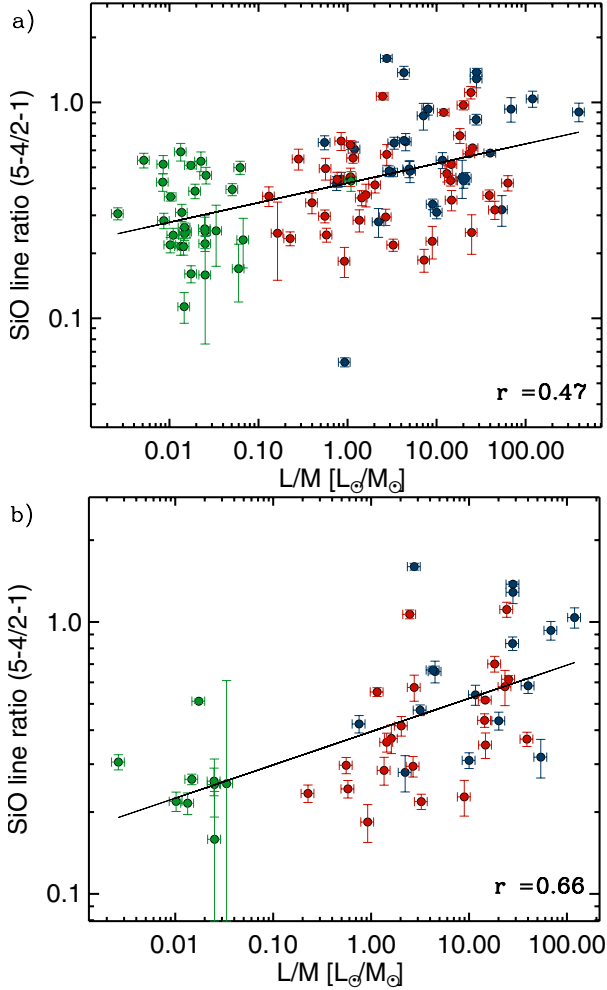 a)
SiO line ratio (5-4/2-1)
1.0
0.1
r =0.47
0.01 0.10 1.00 10.00 100.00
L/M [L☉/M☉]
b)
SiO line ratio (5-4/2-1)
1.0
0.1
r =0.66
0.01 0.10 1.00 10.00 100.00
L/M [L☉/M☉]